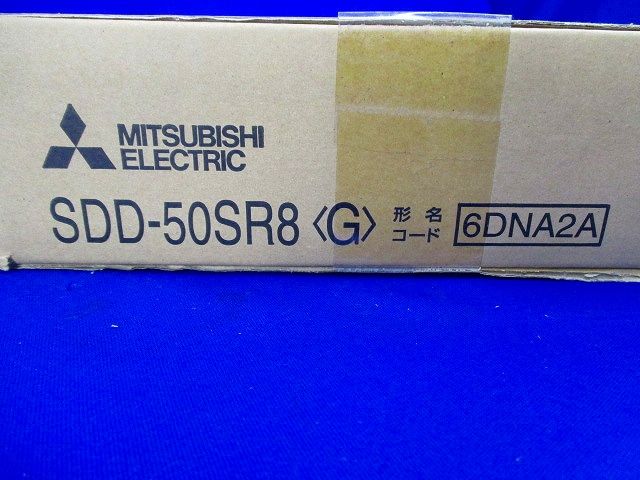 MITSUBISHI
ELECTRIC
SDD-50SR8〈G〉 形名コード 6DNA2A